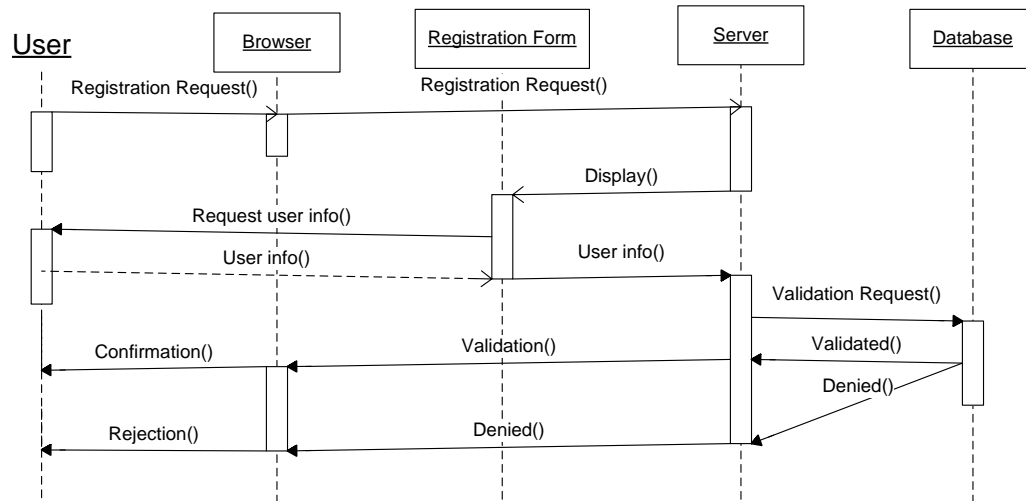 User
Browser
Registration Form
Server
Database
Registration Request()
Registration Request()
Display()
Request user info()
User info()
User info()
Validation Request()
Confirmation()
Validation()
Validated()
Denied()
Rejection()
Denied()